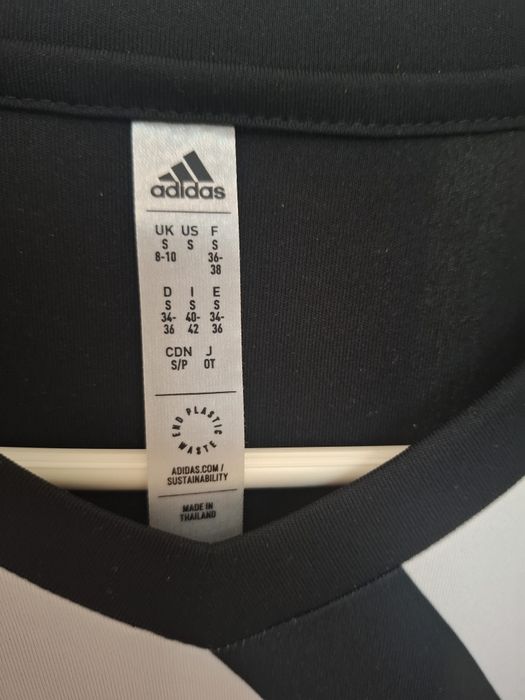 adidas
UK US F
S S S
8-10 36-
38
D I E
S S S
34- 40- 34-
36 42 36
CDN J
S/P OT
END PLASTIC WASTE
ADIDAS.COM/
SUSTAINABILITY
MADE IN
THAILAND